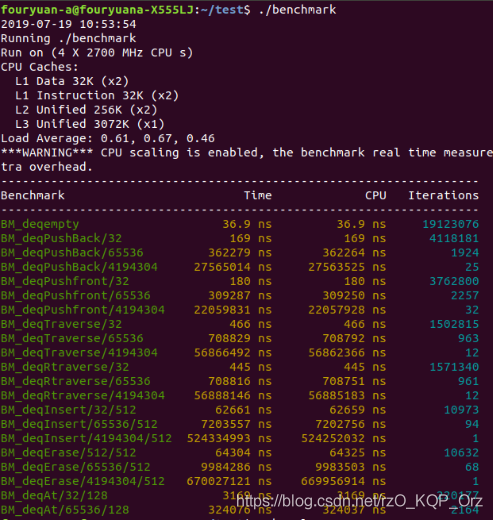 fouryuan-a@fouryuana-X555LJ:~/test$ ./benchmark
2019-07-19 10:53:54
Running ./benchmark
Run on (4 X 2700 MHz CPU s)
CPU Caches:
  L1 Data 32K (x2)
  L1 Instruction 32K (x2)
  L2 Unified 256K (x2)
  L3 Unified 3072K (x1)
Load Average: 0.61, 0.67, 0.46
***WARNING*** CPU scaling is enabled, the benchmark real time measure
tra overhead.
-------------------------------------------------------------------
Benchmark Time CPU Iterations
-------------------------------------------------------------------
BM_deqempty 36.9 ns 36.9 ns 19123076
BM_deqPushBack/32 169 ns 169 ns 4118181
BM_deqPushBack/65536 362279 ns 362264 ns 1924
BM_deqPushBack/4194304 27565014 ns 27563525 ns 25
BM_deqPushfront/32 180 ns 180 ns 3762800
BM_deqPushfront/65536 309287 ns 309250 ns 2257
BM_deqPushfront/4194304 22059831 ns 22057928 ns 32
BM_deqTraverse/32 466 ns 466 ns 1502815
BM_deqTraverse/65536 708829 ns 708792 ns 963
BM_deqTraverse/4194304 56866492 ns 56862366 ns 12
BM_deqRtraverse/32 445 ns 445 ns 1571340
BM_deqRtraverse/65536 708816 ns 708751 ns 961
BM_deqRtraverse/4194304 56888146 ns 56885183 ns 12
BM_deqInsert/32/512 62661 ns 62659 ns 10973
BM_deqInsert/65536/512 7203557 ns 7202756 ns 94
BM_deqInsert/4194304/512 524334993 ns 524252032 ns 1
BM_deqErase/512/512 64304 ns 64325 ns 10632
BM_deqErase/65536/512 9984286 ns 9983503 ns 68
BM_deqErase/4194304/512 670027121 ns 669956914 ns 1
BM_deqAt/32/128 3169 ns 3169 ns 220177
https://blog.csdn.net/rzO_KQP_Orz
BM_deqAt/65536/128 324076 ns 324037 ns 2164